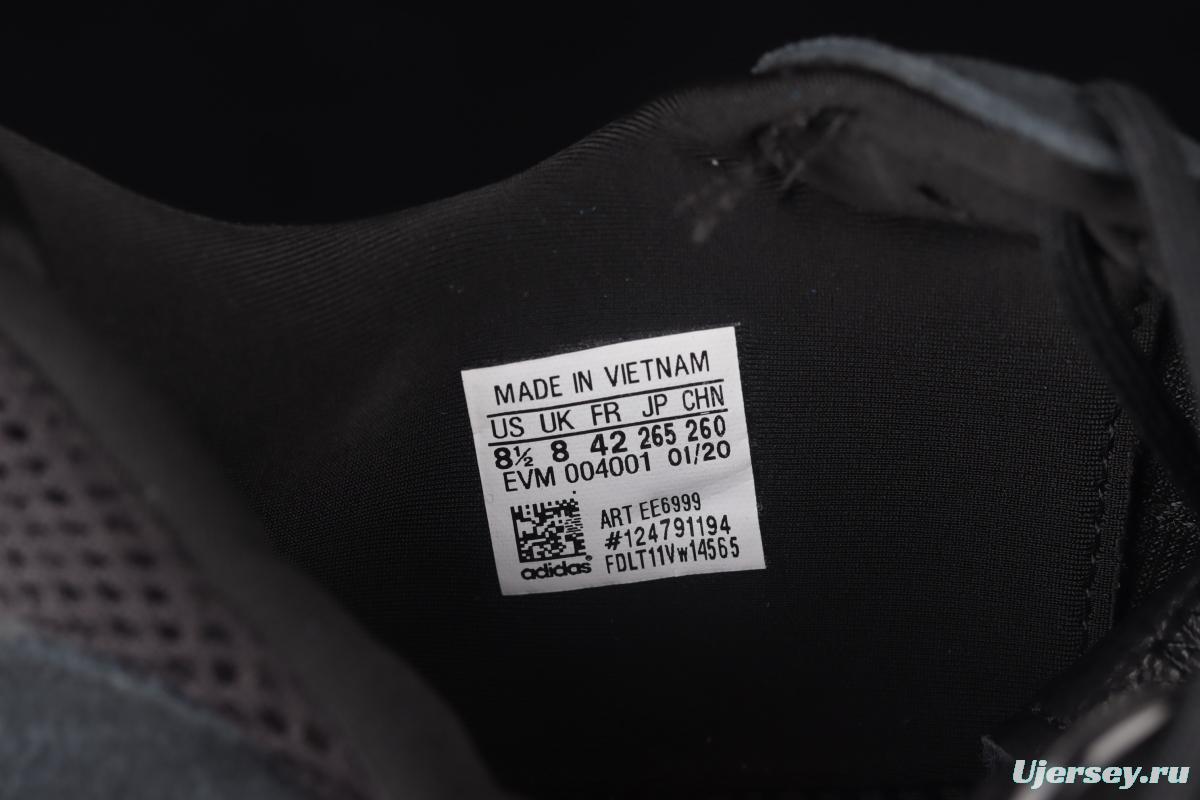 MADE IN VIETNAM
US UK FR JP CHN
8½ 8 42 265 260
EVM 004001 01/20
ART EE6999
#124791194
FDLT11Vw14565
adidas
Ujersey.ru